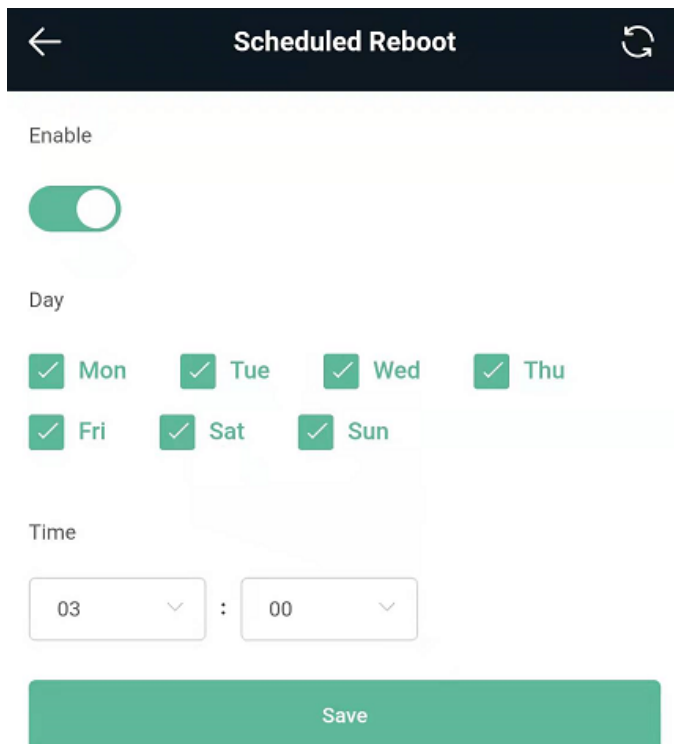 Scheduled Reboot
Enable
Day
Mon Tue Wed Thu
Fri Sat Sun
Time
03 : 00
Save